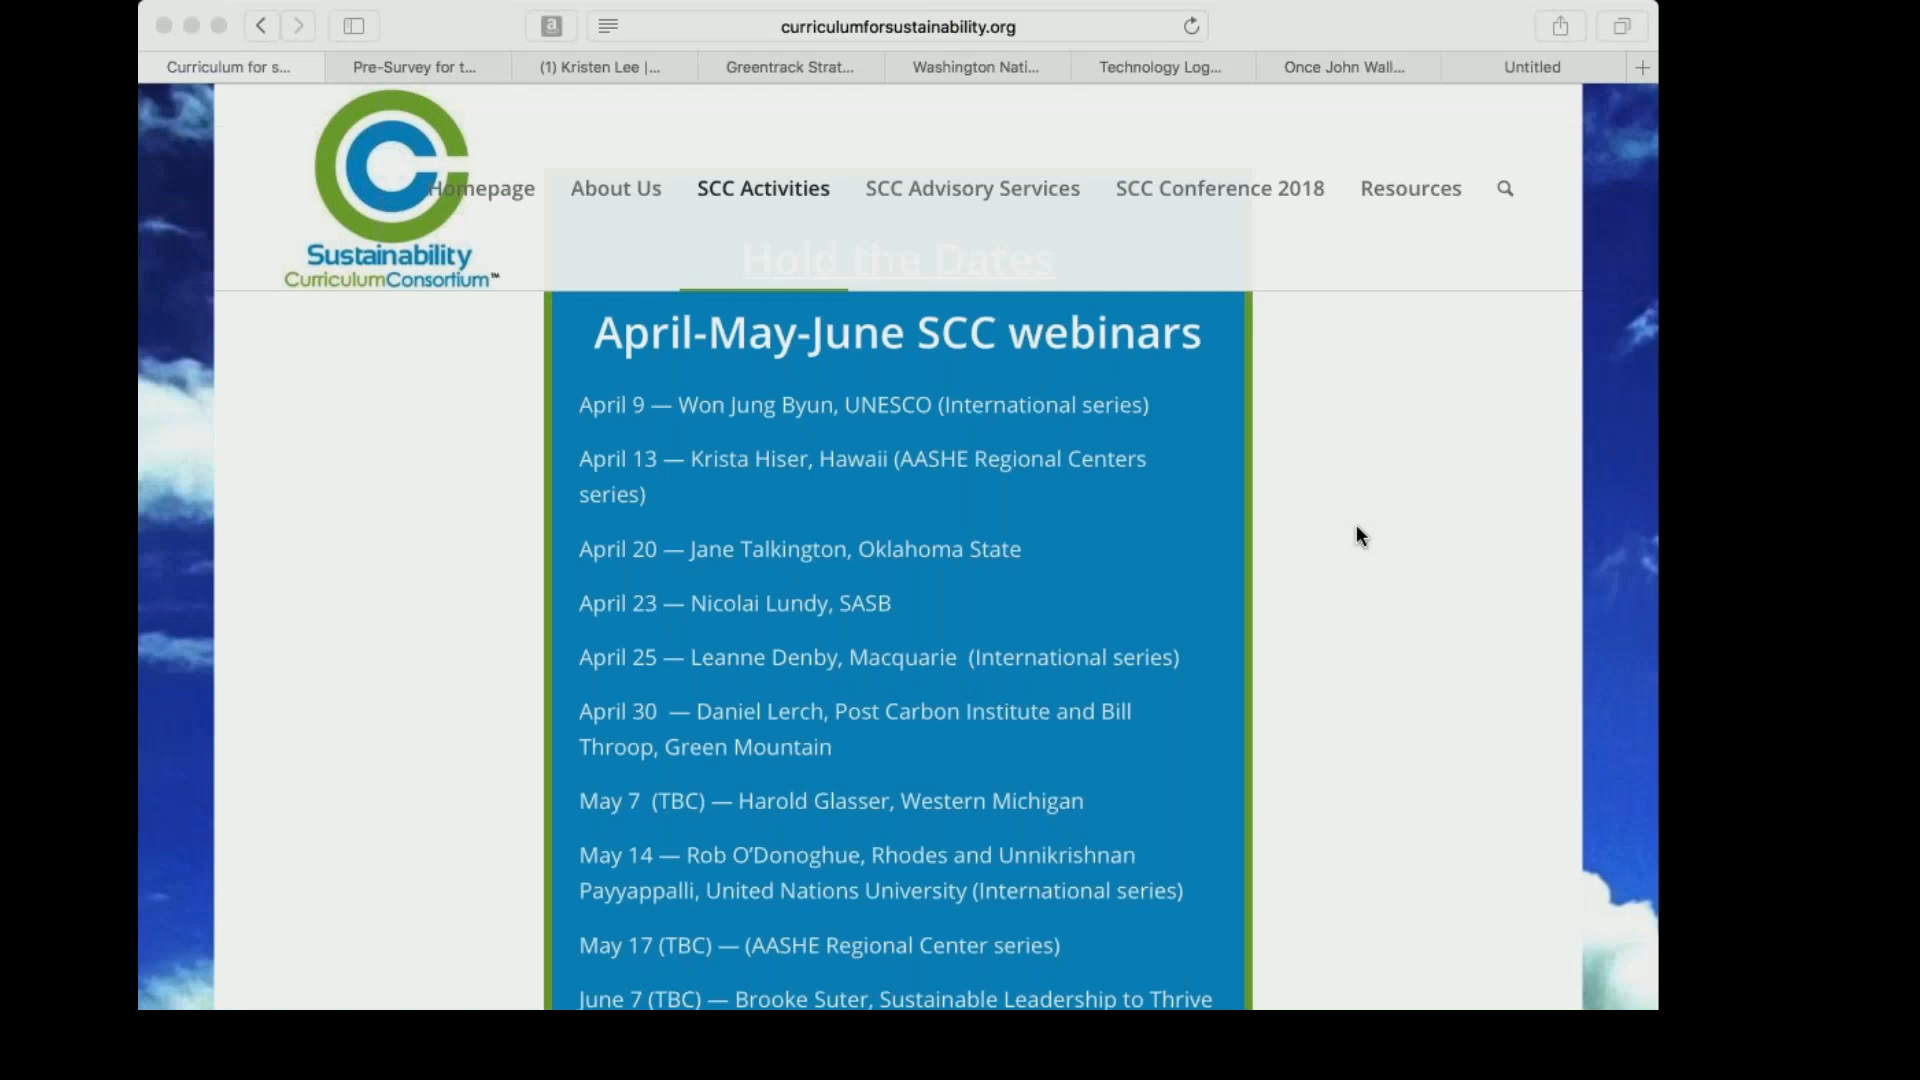 curriculumforsustainability.org
Curriculum for s...
Pre-Survey for t...
(1) Kristen Lee |...
Greentrack Strat...
Washington Nati...
Technology Log...
Once John Wall...
Untitled
Homepage
About Us
SCC Activities
SCC Advisory Services
SCC Conference 2018
Resources
Sustainability
CurriculumConsortium™
Hold the Dates
April-May-June SCC webinars
April 9 — Won Jung Byun, UNESCO (International series)
April 13 — Krista Hiser, Hawaii (AASHE Regional Centers
series)
April 20 — Jane Talkington, Oklahoma State
April 23 — Nicolai Lundy, SASB
April 25 — Leanne Denby, Macquarie (International series)
April 30 — Daniel Lerch, Post Carbon Institute and Bill
Throop, Green Mountain
May 7 (TBC) — Harold Glasser, Western Michigan
May 14 — Rob O’Donoghue, Rhodes and Unnikrishnan
Payyappalli, United Nations University (International series)
May 17 (TBC) — (AASHE Regional Center series)
June 7 (TBC) — Brooke Suter, Sustainable Leadership to Thrive